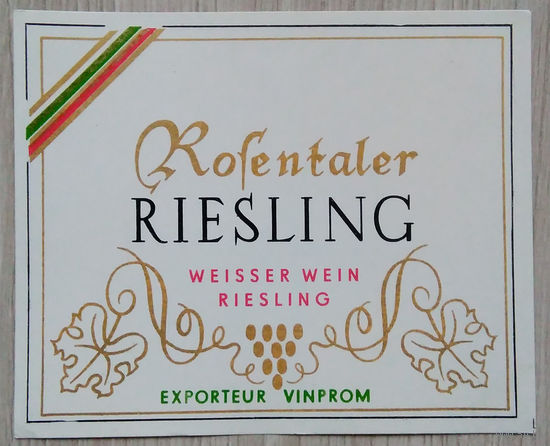 Rosentaler
RIESLING
WEISSER WEIN
RIESLING
EXPORTEUR VINPROM